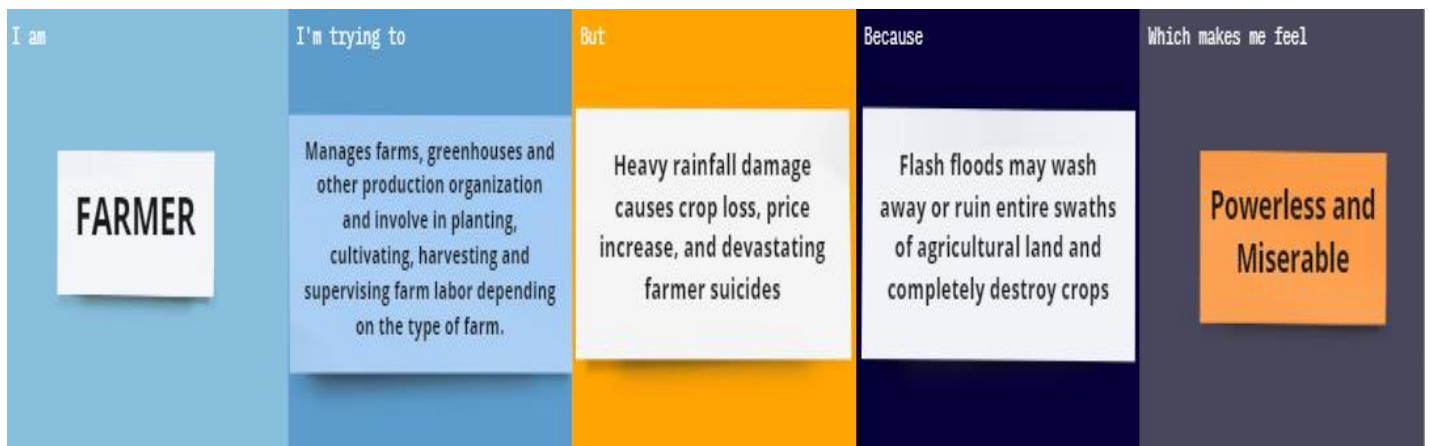 I am
FARMER
I'm trying to
Manages farms, greenhouses and
other production organization
and involve in planting,
cultivating, harvesting and
supervising farm labor depending
on the type of farm.
But
Heavy rainfall damage
causes crop loss, price
increase, and devastating
farmer suicides
Because
Flash floods may wash
away or ruin entire swaths
of agricultural land and
completely destroy crops
Which makes me feel
Powerless and
Miserable